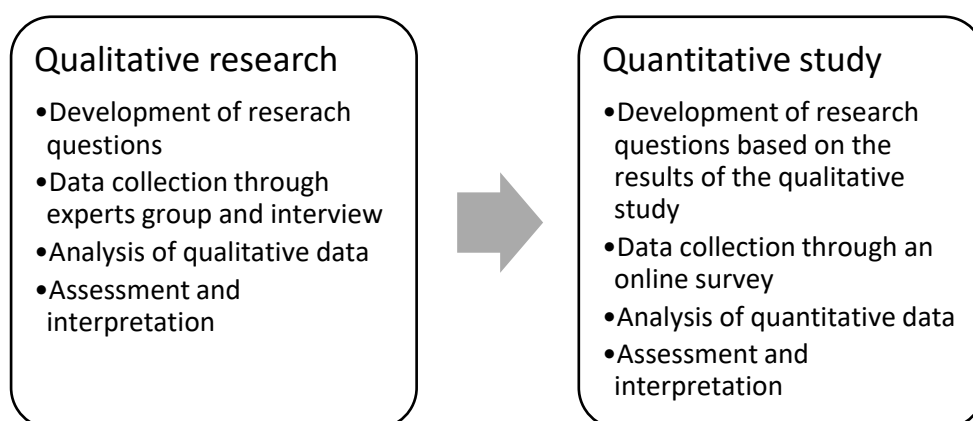 Qualitative research
•Development of reserach
questions
•Data collection through
experts group and interview
•Analysis of qualitative data
•Assessment and
interpretation
Quantitative study
•Development of research
questions based on the
results of the qualitative
study
•Data collection through an
online survey
•Analysis of quantitative data
•Assessment and
interpretation